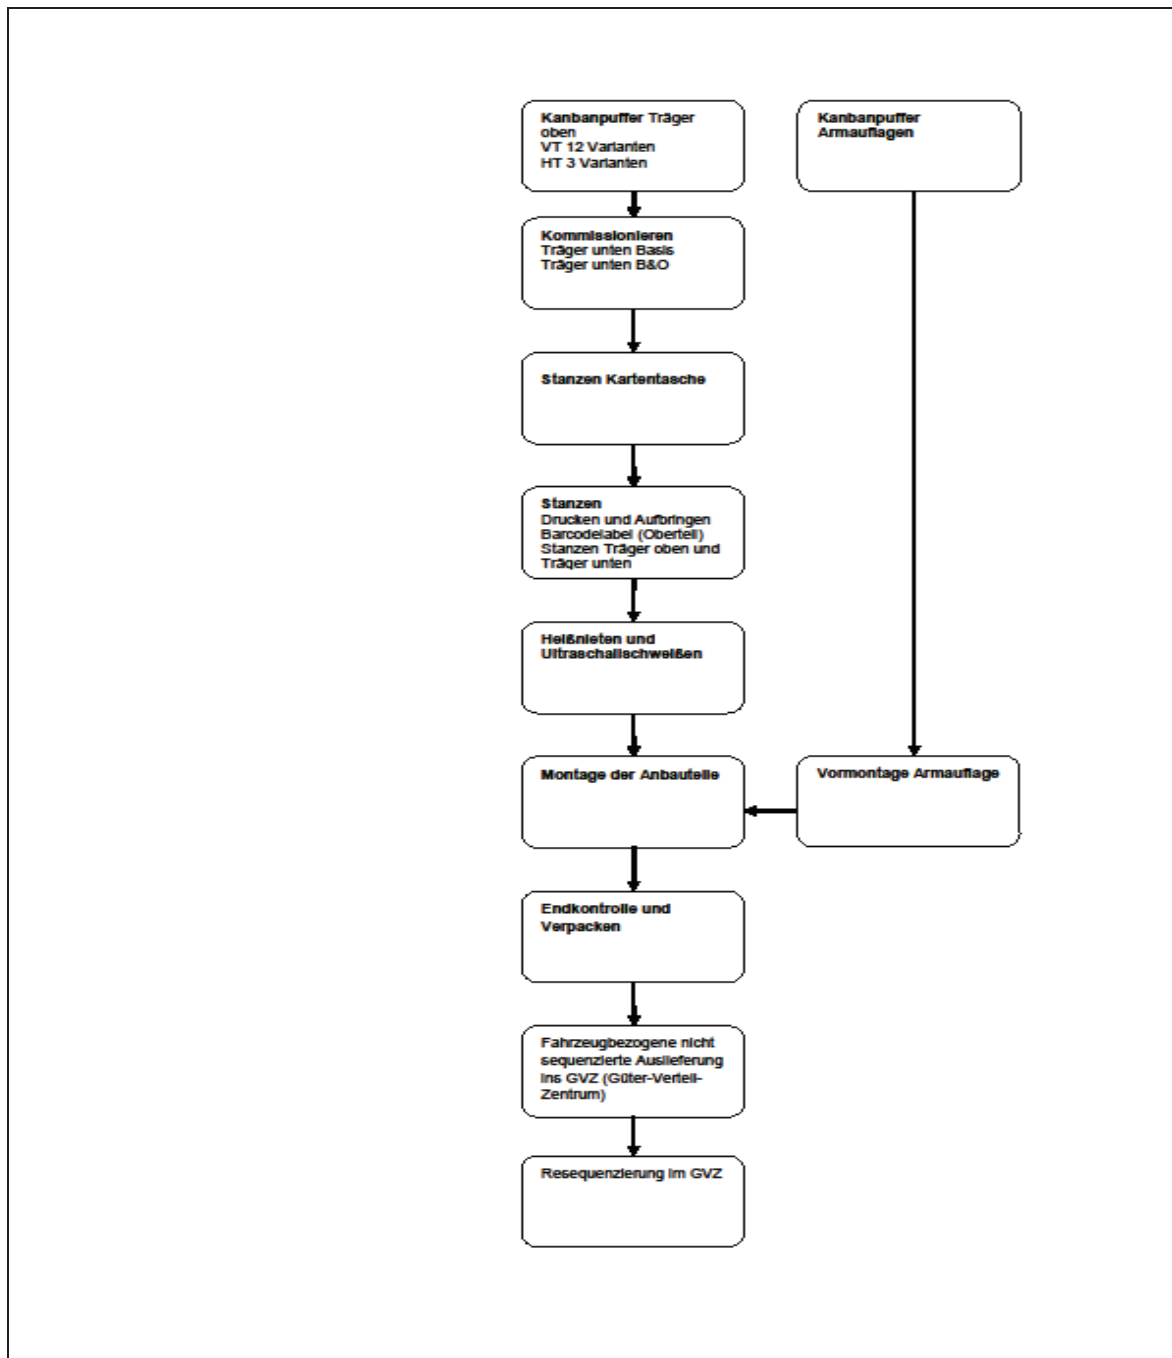 Kanbanpuffer Träger
oben
VT 12 Varianten
HT 3 Varianten
Kanbanpuffer
Armauflagen
Kommissionieren
Träger unten Basis
Träger unten B&O
Stanzen Kartentasche
Stanzen
Drucken und Aufbringen
Barcodelabel (Oberteil)
Stanzen Träger oben und
Träger unten
Heißnieten und
Ultraschallschweißen
Montage der Anbauteile
Vormontage Armauflage
Endkontrolle und
Verpacken
Fahrzeugbezogene nicht
sequenzierte Auslieferung
ins GVZ (Güter-Verteil-
Zentrum)
Resequenzierung im GVZ